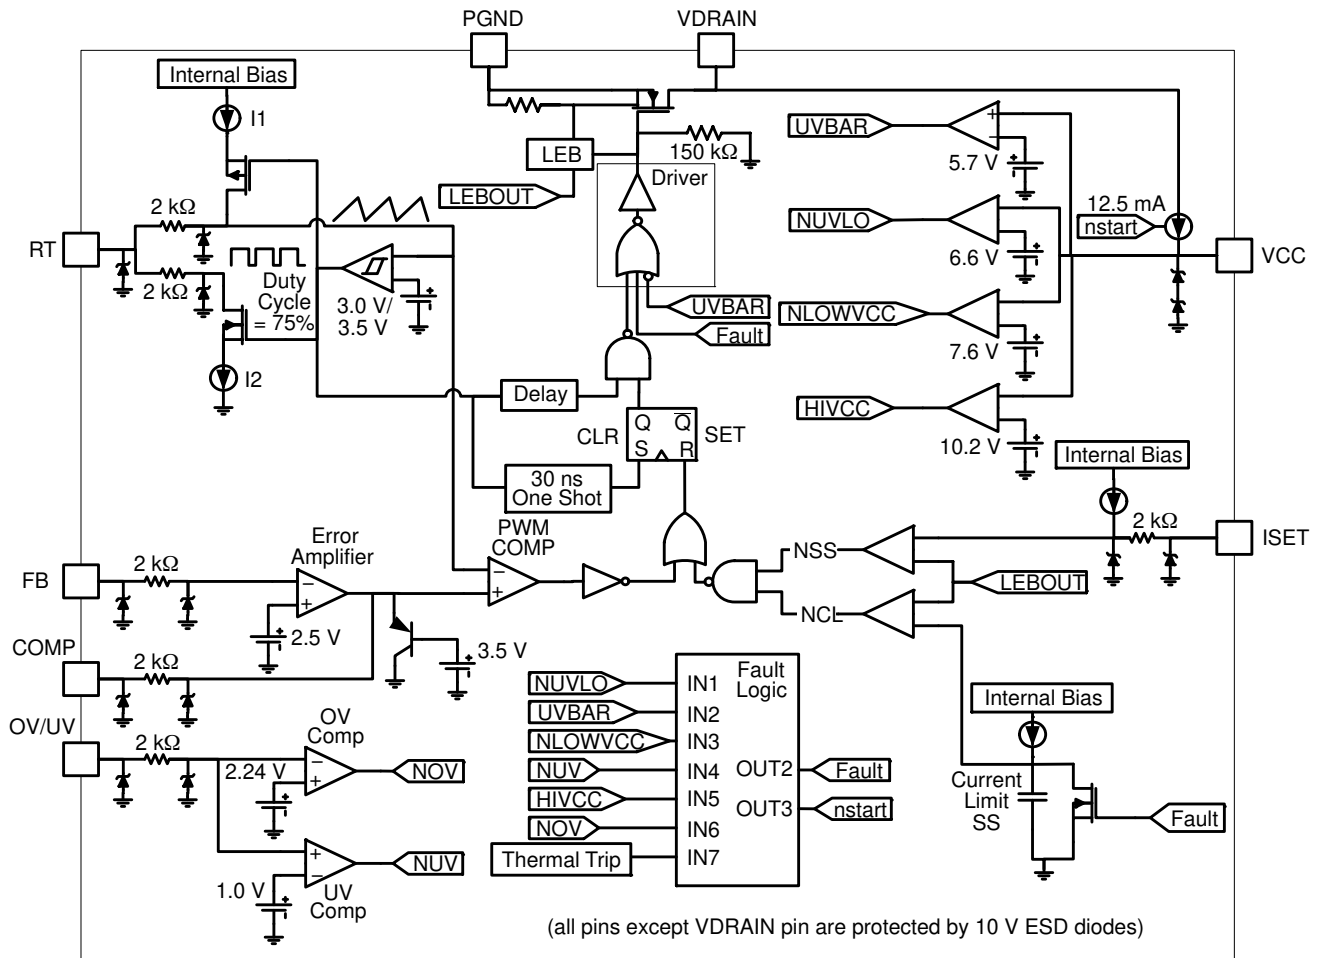 PGND
VDRAIN
Internal Bias
I1
UVBAR
5.7 V
LEB
150 kΩ
LEBOUT
Driver
12.5 mA
nstart
2 kΩ
NUVLO
RT
VCC
6.6 V
2 kΩ
Duty
Cycle
= 75%
3.0 V/
3.5 V
UVBAR
NLOWVCC
Fault
7.6 V
I2
Delay
HIVCC
CLR
Q
Q
SET
S
R
10.2 V
Internal Bias
30 ns
One Shot
PWM
COMP
2 kΩ
ISET
Error
Amplifier
NSS
FB
2 kΩ
−
+
−
+
LEBOUT
NCL
2.5 V
3.5 V
COMP
2 kΩ
Fault
Logic
NUVLO
IN1
UVBAR
IN2
NLOWVCC
IN3
NUV
IN4
OUT2
Fault
HIVCC
IN5
OUT3
nstart
NOV
IN6
Thermal Trip
IN7
Internal Bias
Current
Limit
SS
Fault
OV/UV
2 kΩ
OV
Comp
2.24 V
−
+
NOV
+
−
NUV
1.0 V
UV
Comp
(all pins except VDRAIN pin are protected by 10 V ESD diodes)